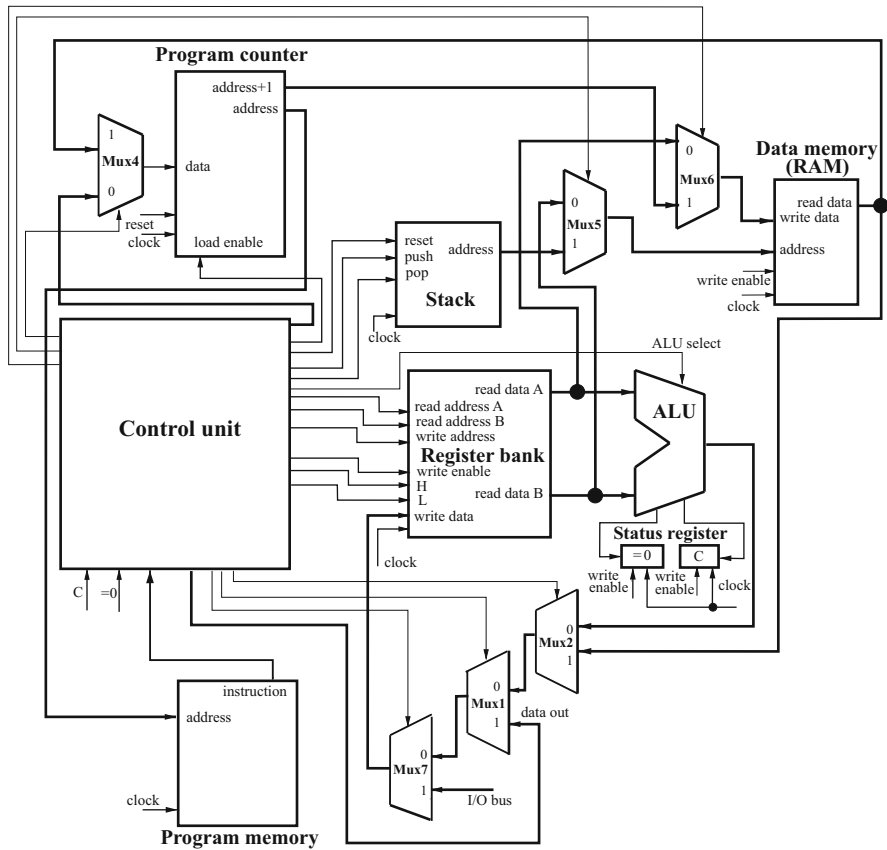 Program counter
address+1
address
data
reset
clock
load enable
1
Mux4
0
0
Mux6
1
Data memory
(RAM)
read data
write data
address
write enable
clock
0
Mux5
1
reset
push
pop
address
Stack
clock
ALU select
Control unit
read data A
read address A
read address B
write address
Register bank
write enable
read data B
H
L
write data
clock
ALU
Status register
=0
C
write
enable
write
enable
clock
C
=0
0
Mux2
1
0
Mux1
1
data out
0
Mux7
1
I/O bus
instruction
address
clock
Program memory